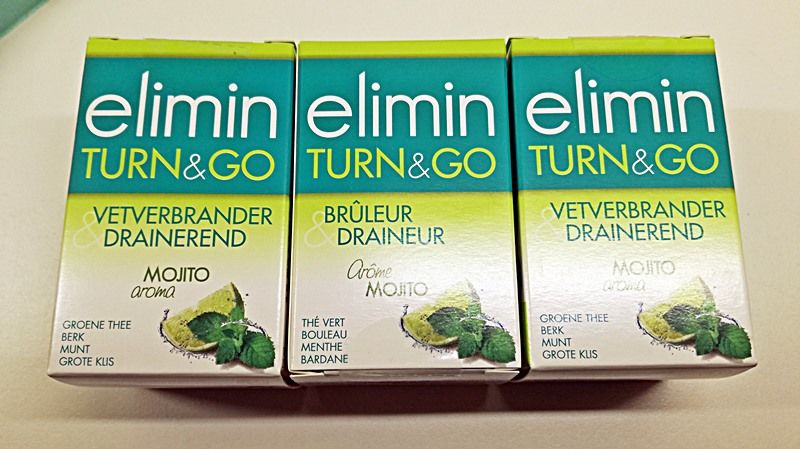 elimin
TURN&GO
VETVERBRANDER
& DRAINEREND
MOJITO
aroma
GROENE THEE
BERK
MUNT
GROTE KLIS
elimin
TURN&GO
BRÛLEUR
& DRAINEUR
Arôme
MOJITO
THÉ VERT
BOULEAU
MENTHE
BARDANE
elimin
TURN&GO
VETVERBRANDER
& DRAINEREND
MOJITO
aroma
GROENE THEE
BERK
MUNT
GROTE KLIS